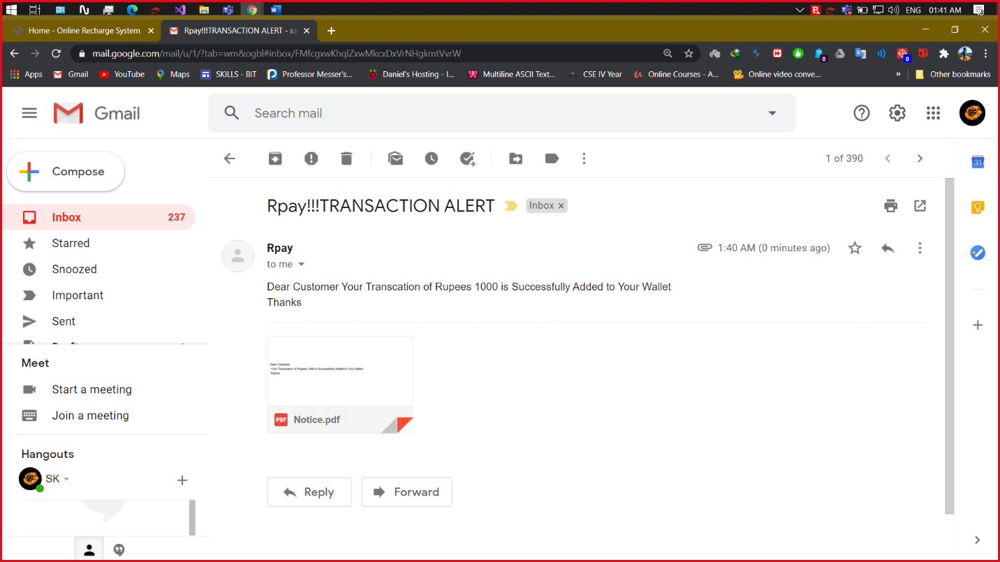 ENG 01:41 AM
Home - Online Recharge System
Rpay!!!TRANSACTION ALERT - sa
mail.google.com/mail/u/1/?tab=wm&ogbl#inbox/FMfcgxwKhqlZxwMkcxDxVrNHgkmtVvrW
0
0
Apps Gmail YouTube Maps SKILLS - BIT Professor Messer's... Daniel's Hosting - I... Multiline ASCII Text... CSE IV Year Online Courses - A... Online video conve... » Other bookmarks
Gmail
Search mail
Compose
1 of 390
31
Inbox 237
Starred
Snoozed
Important
Sent
Meet
Start a meeting
Join a meeting
Hangouts
SK
Rpay!!!TRANSACTION ALERT Inbox x
Rpay
1:40 AM (0 minutes ago)
to me
Dear Customer Your Transcation of Rupees 1000 is Successfully Added to Your Wallet
Thanks
Dear Customer
Your Transcation of Rupees 1000 is Successfully Added to Your Wallet
Thanks
PDF Notice.pdf
Reply Forward